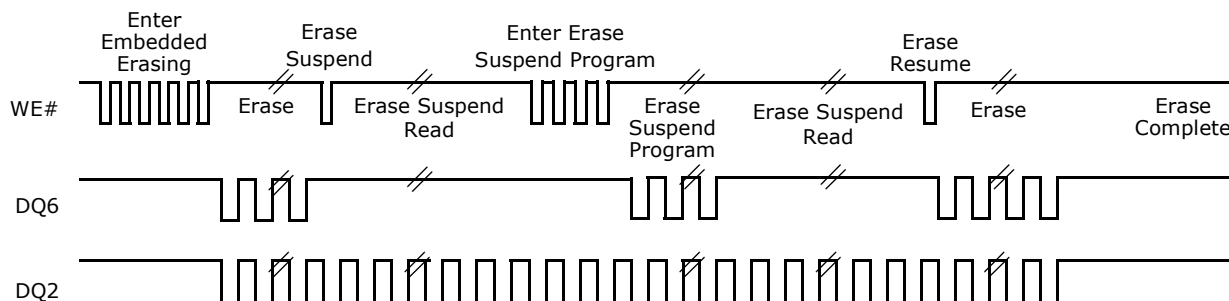 Enter
Embedded
Erasing
Erase
Suspend
Enter Erase
Suspend Program
Erase
Resume
WE#
Erase
Erase Suspend
Read
Erase
Suspend
Program
Erase Suspend
Read
Erase
Erase
Complete
DQ6
DQ2